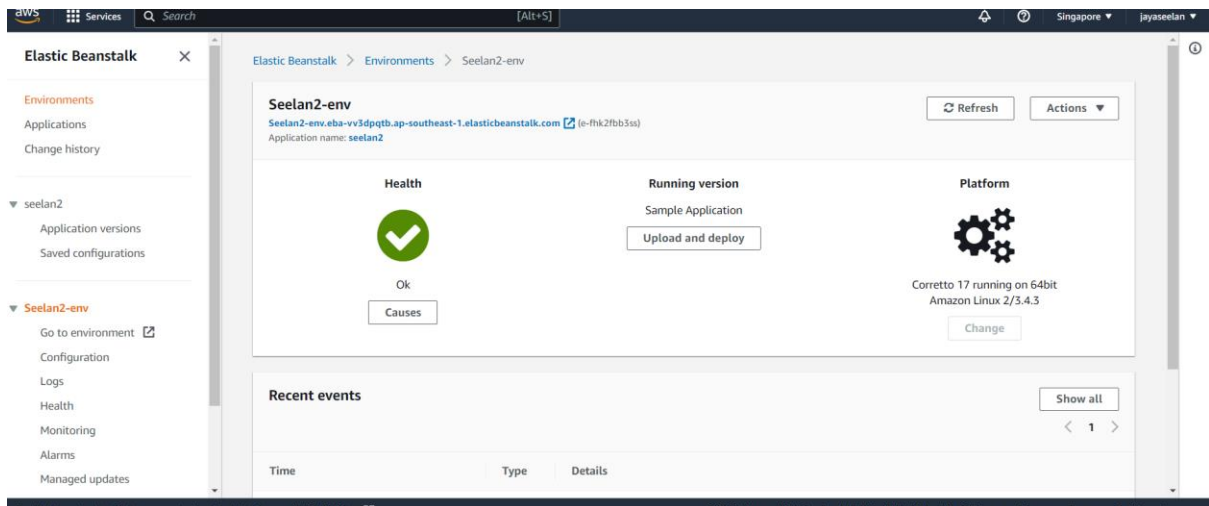 aws Services Search [Alt+S] Singapore ▼ jayaseelan ▼
Elastic Beanstalk
Environments
Applications
Change history
seelan2
Application versions
Saved configurations
Seelan2-env
Go to environment
Configuration
Logs
Health
Monitoring
Alarms
Managed updates
Elastic Beanstalk > Environments > Seelan2-env
Seelan2-env
Refresh
Actions ▼
Seelan2-env.eba-vv3dpqtb.ap-southeast-1.elasticbeanstalk.com (e-fhk2fbb3ss)
Application name: seelan2
Health
Ok
Causes
Running version
Sample Application
Upload and deploy
Platform
Corretto 17 running on 64bit
Amazon Linux 2/3.4.3
Change
Recent events
Show all
< 1 >
Time Type Details